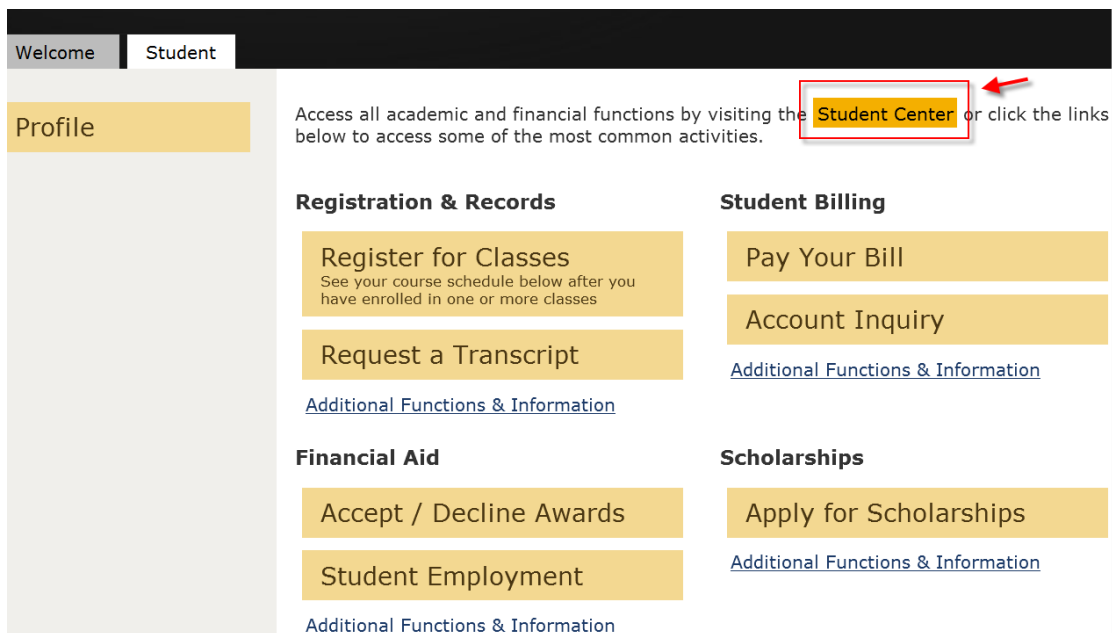 Welcome
Student
Profile
Access all academic and financial functions by visiting the Student Center or click the links
below to access some of the most common activities.
Registration & Records
Register for Classes
See your course schedule below after you
have enrolled in one or more classes
Request a Transcript
Additional Functions & Information
Student Billing
Pay Your Bill
Account Inquiry
Additional Functions & Information
Financial Aid
Accept / Decline Awards
Student Employment
Additional Functions & Information
Scholarships
Apply for Scholarships
Additional Functions & Information